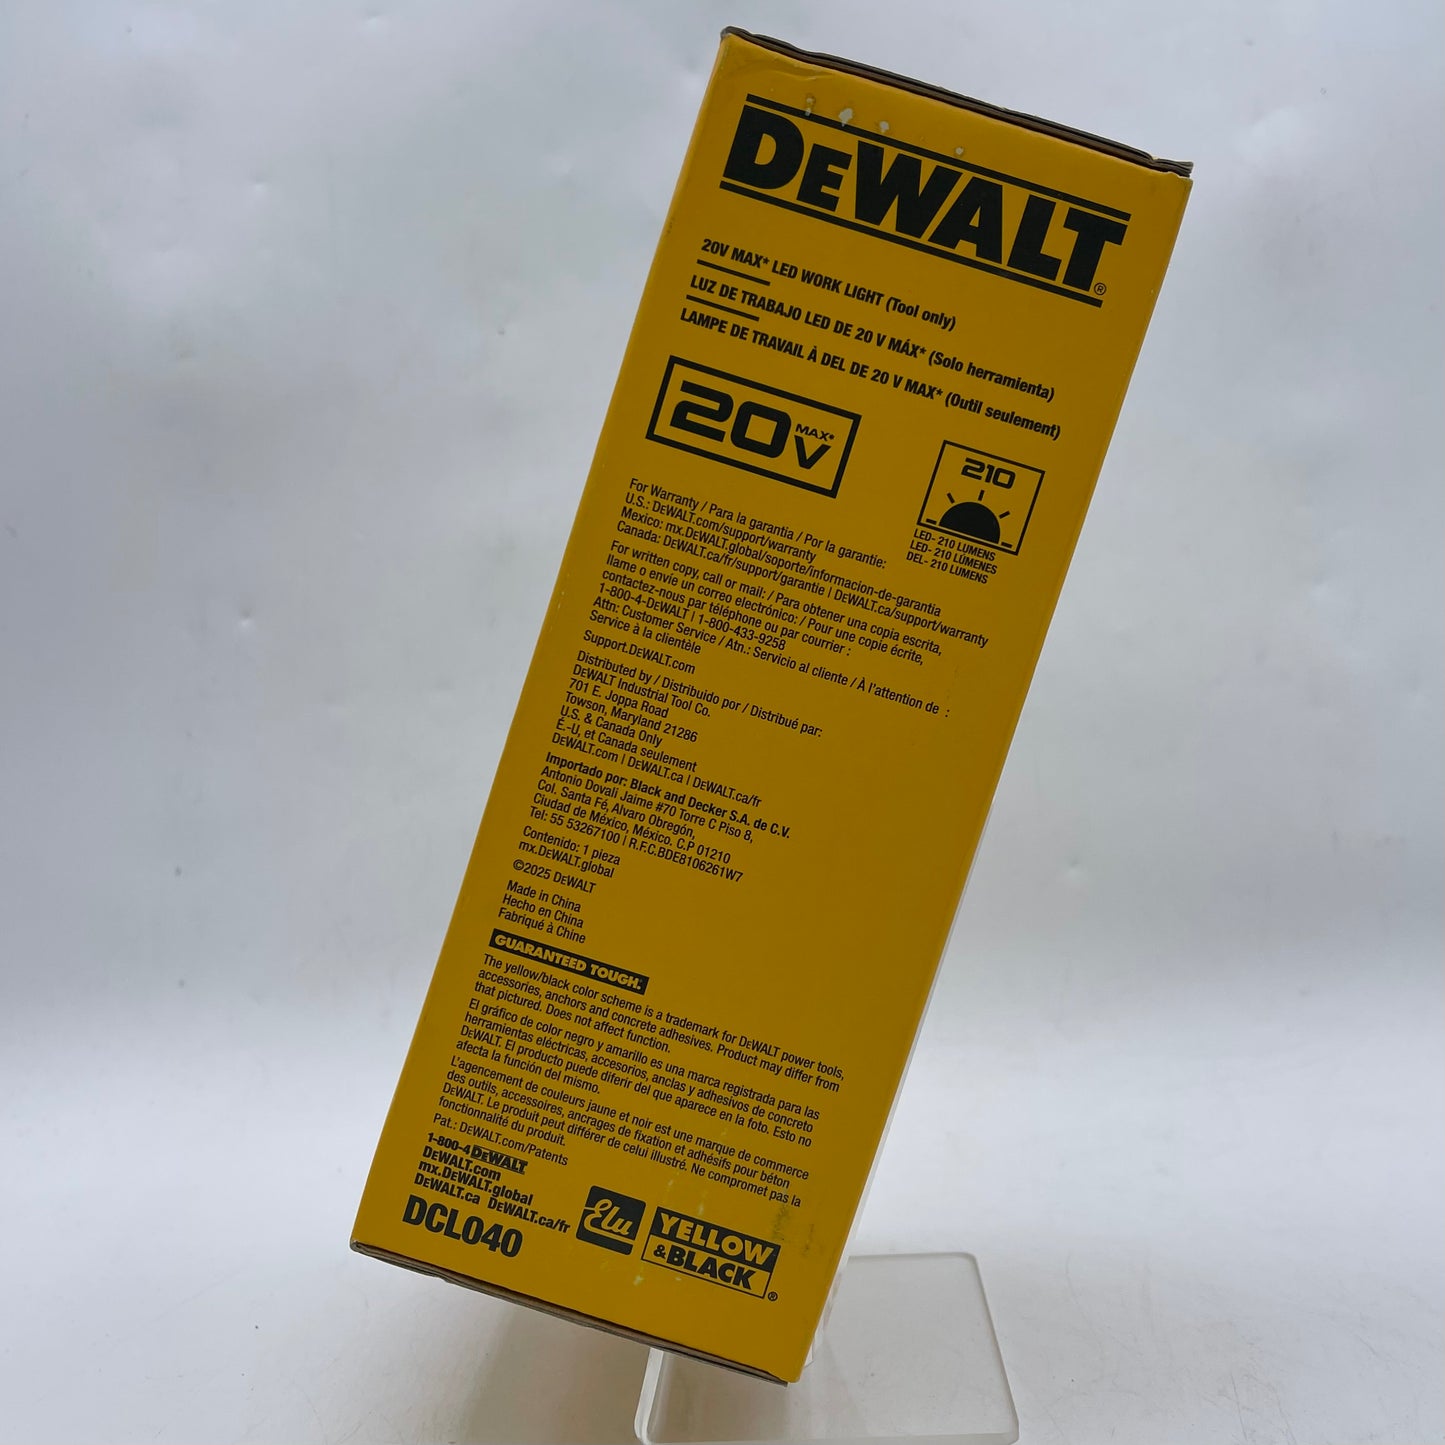 DEWALT®
20V MAX* LED WORK LIGHT (Tool only)
LUZ DE TRABAJO LED DE 20 V MÁX* (Solo herramienta)
LAMPE DE TRAVAIL À DEL DE 20 V MAX* (Outil seulement)
20V MAX*
210
LED- 210 LUMENS
LED- 210 LÚMENES
DEL- 210 LUMENS
For Warranty / Para la garantia / Por la garantie:
U.S.: DEWALT.com/support/warranty
Mexico: mx.DEWALT.global/soporte/informacion-de-garantia
Canada: DEWALT.ca/fr/support/garantie | DEWALT.ca/support/warranty
For written copy, call or mail: / Para obtener una copia escrita,
llame o envíe un correo electrónico: / Pour une copie écrite,
contactez-nous par téléphone ou par courrier :
1-800-4-DEWALT | 1-800-433-9258
Attn: Customer Service / Atn.: Servicio al cliente / À l'attention de :
Service à la clientèle
Support.DEWALT.com
Distributed by / Distribuido por / Distribué par:
DEWALT Industrial Tool Co.
701 E. Joppa Road
Towson, Maryland 21286
U.S. & Canada Only
É.-U, et Canada seulement
DEWALT.com | DEWALT.ca | DEWALT.ca/fr
Importado por: Black and Decker S.A. de C.V.
Antonio Dovali Jaime #70 Torre C Piso 8,
Col. Santa Fé, Alvaro Obregón,
Ciudad de México, México, C.P 01210
Tel: 55 53267100 | R.F.C.BDE8106261W7
Contenido: 1 pieza
mx.DEWALT.global
©2025 DEWALT
Made in China
Hecho en China
Fabriqué à Chine
GUARANTEED TOUGH.
The yellow/black color scheme is a trademark for DEWALT power tools,
accessories, anchors and concrete adhesives. Product may differ from
that pictured. Does not affect function.
El gráfico de color negro y amarillo es una marca registrada para las
herramientas eléctricas, accesorios, anclas y adhesivos de concreto
DEWALT. El producto puede diferir del que aparece en la foto. Esto no
afecta la función del mismo.
L'agencement de couleurs jaune et noir est une marque de commerce
des outils, accessoires, ancrages de fixation et adhésifs pour béton
DEWALT. Le produit peut différer de celui illustré. Ne compromet pas la
fonctionnalité du produit.
Pat.: DEWALT.com/Patents
1-800-4DEWALT
DEWALT.com
mx.DEWALT.global
DEWALT.ca DEWALT.ca/fr
DCL040
Elu
YELLOW
&BLACK®